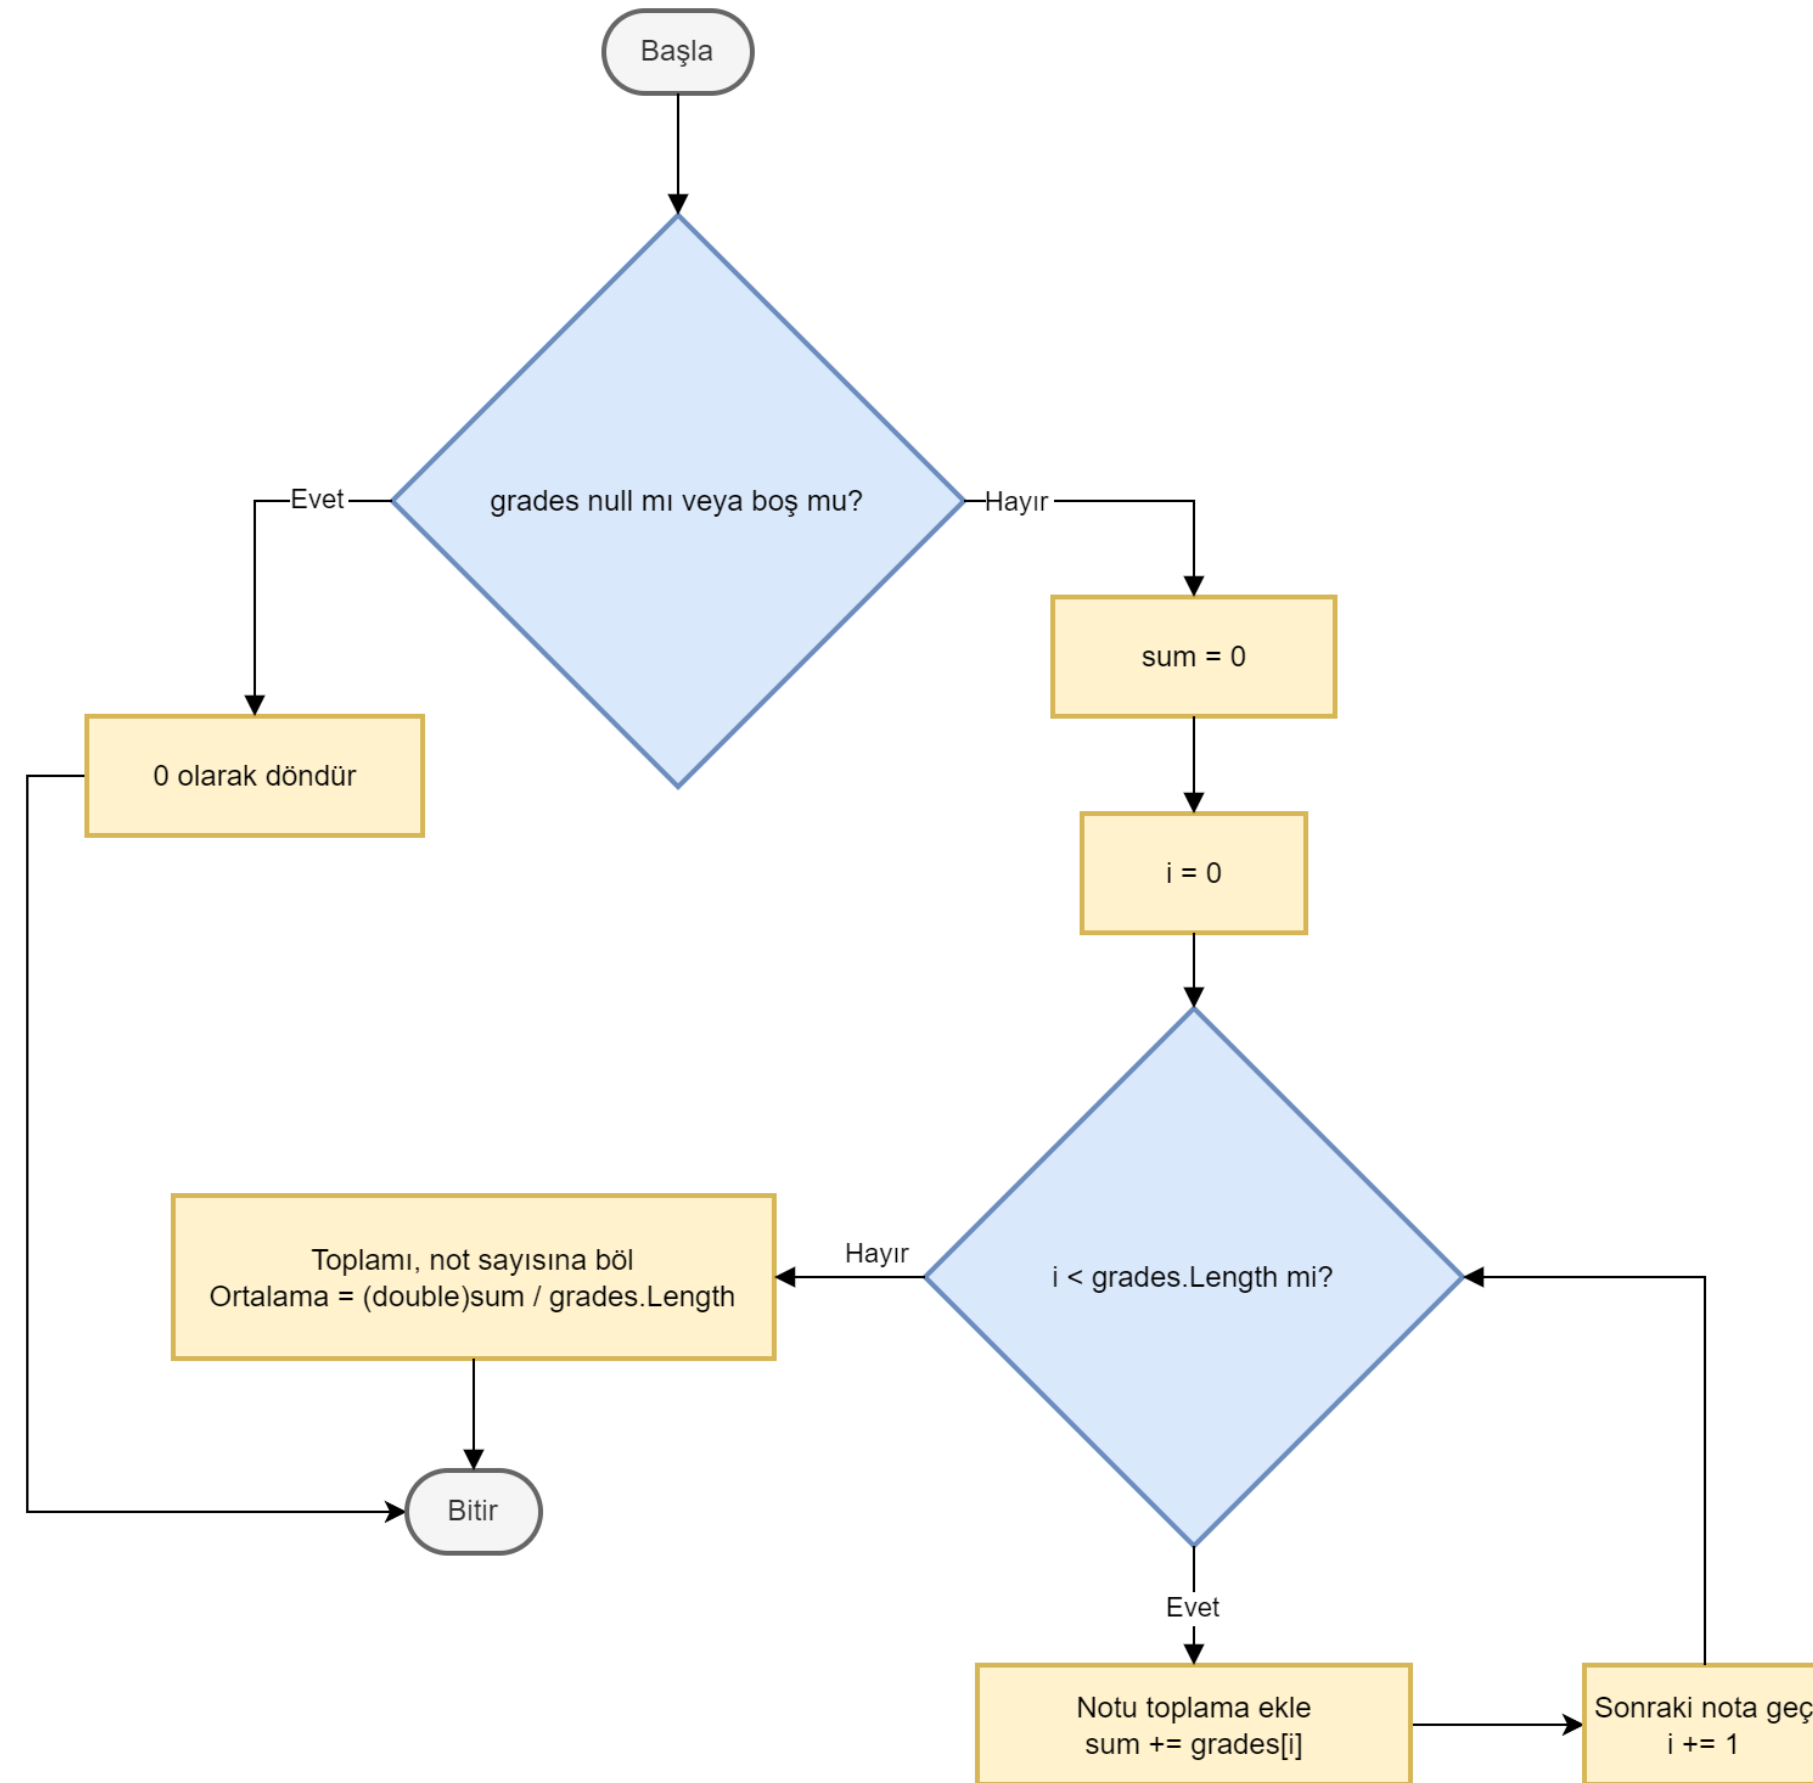 Başla
grades null mı veya boş mu?
Evet
Hayır
0 olarak döndür
sum = 0
i = 0
i < grades.Length mi?
Hayır
Toplamı, not sayısına böl
Ortalama = (double)sum / grades.Length
Bitir
Evet
Notu toplama ekle
sum += grades[i]
Sonraki nota geç
i += 1